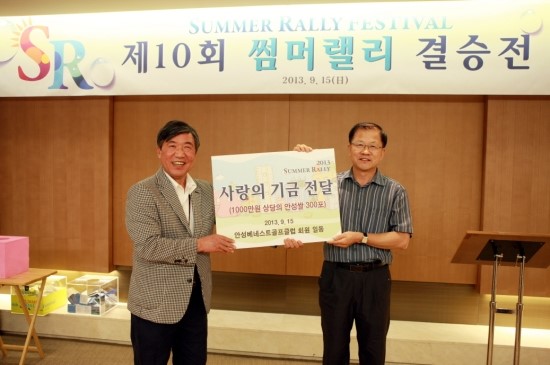 SUMMER RALLY FESTIVAL
SR 제10회 썸머랠리 결승전
2013. 9. 15(일)
2013
SUMMER RALLY
사랑의 기금 전달
(1000만원 상당의 안성쌀 300포)
2013. 9. 15
안성베네스트골프클럽 회원 일동